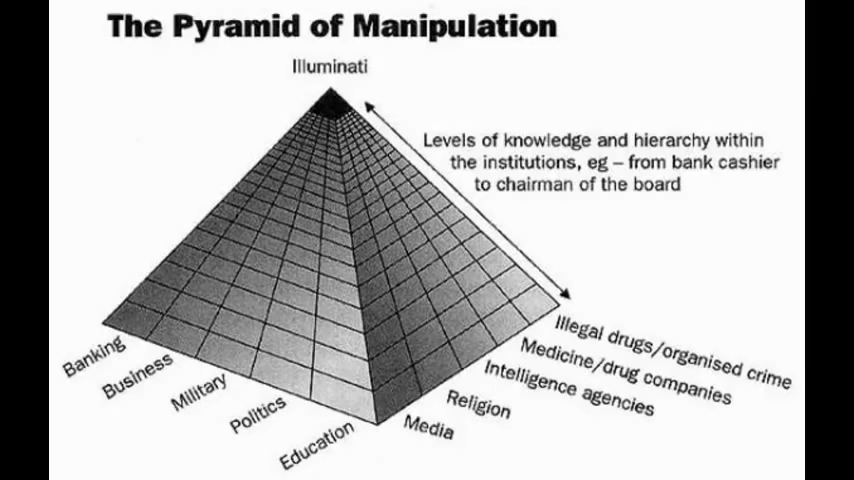 The Pyramid of Manipulation
Illuminati
Levels of knowledge and hierarchy within
the institutions, eg – from bank cashier
to chairman of the board
Banking
Business
Military
Politics
Education
Media
Religion
Intelligence agencies
Medicine/drug companies
Illegal drugs/organised crime